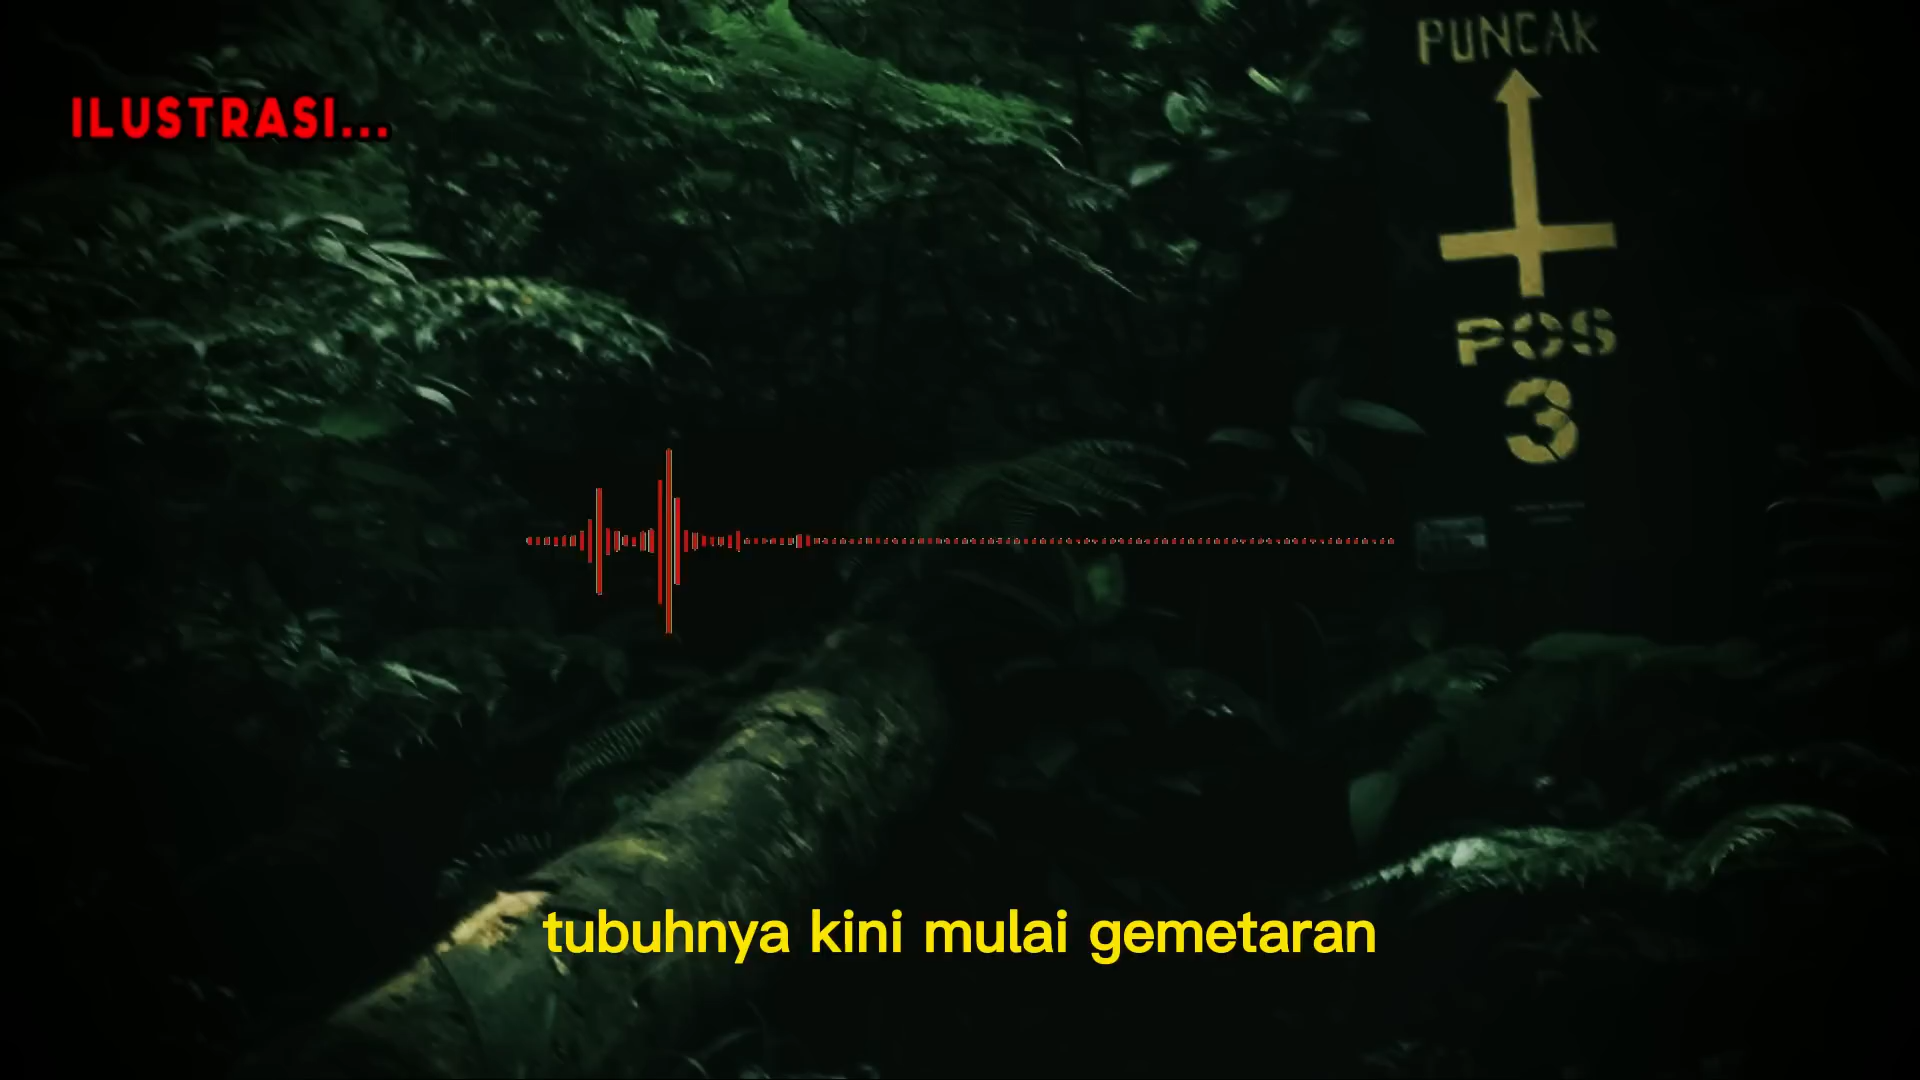 ILUSTRASI...
PUNCAK
POS
3
tubuhnya kini mulai gemetaran